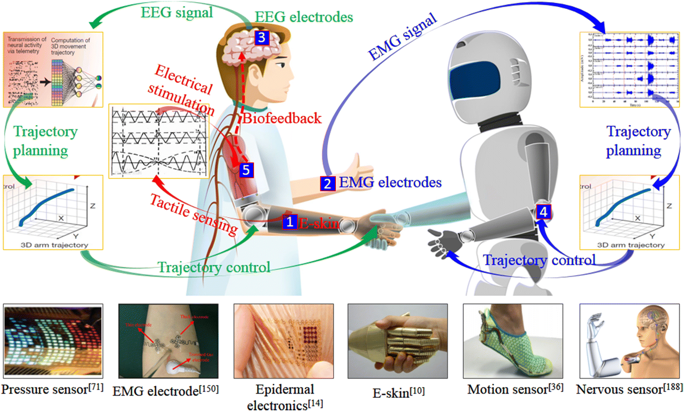 EEG signal
EEG electrodes
EMG signal
Transmission of
neural activity
via telemetry
Computation of
3D movement
trajectory
3
Electrical
stimulation
Biofeedback
Trajectory
planning
Trajectory
planning
5
2
EMG electrodes
Tactile sensing
1
E-skin
4
Z
X
Y
3D arm trajectory
Z
X
Y
3D arm trajectory
Trajectory control
Trajectory control
Pressure sensor[71]
EMG electrode[150]
Epidermal
electronics[14]
E-skin[10]
Motion sensor[36]
Nervous sensor[188]